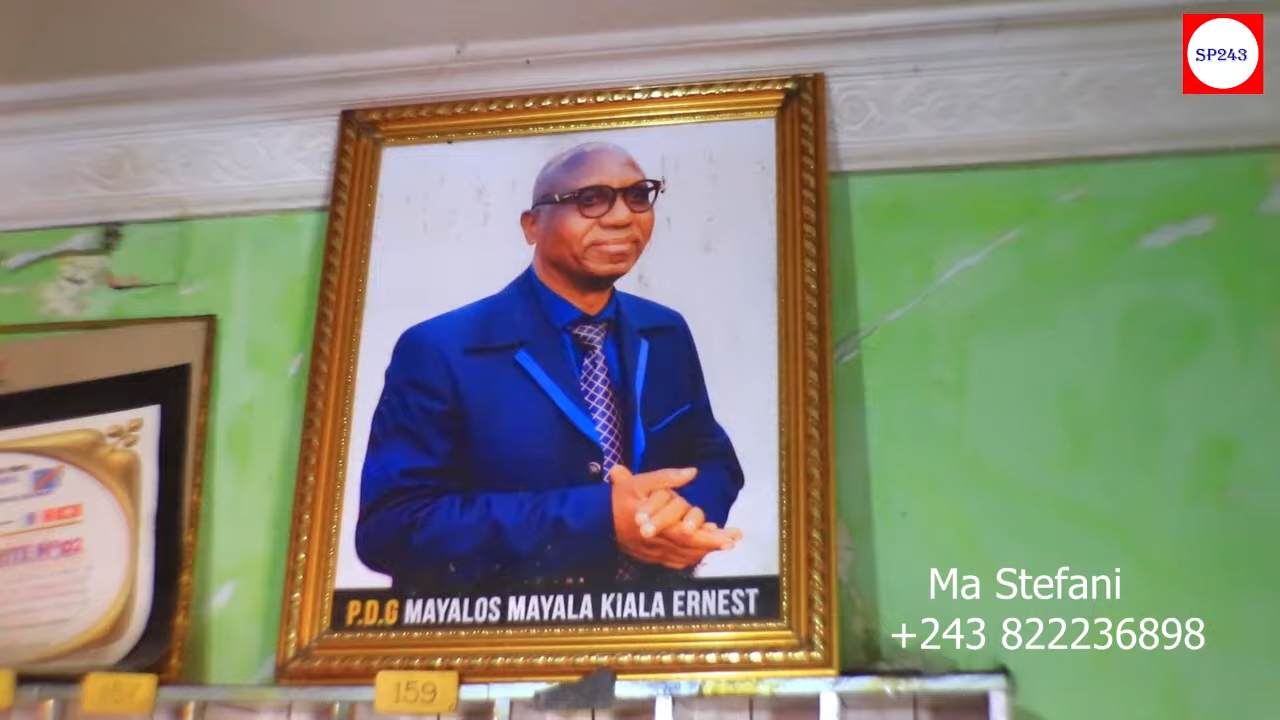 SP243
P.D.G MAYALOS MAYALA KIALA ERNEST
Ma Stefani
+243 822236898
159